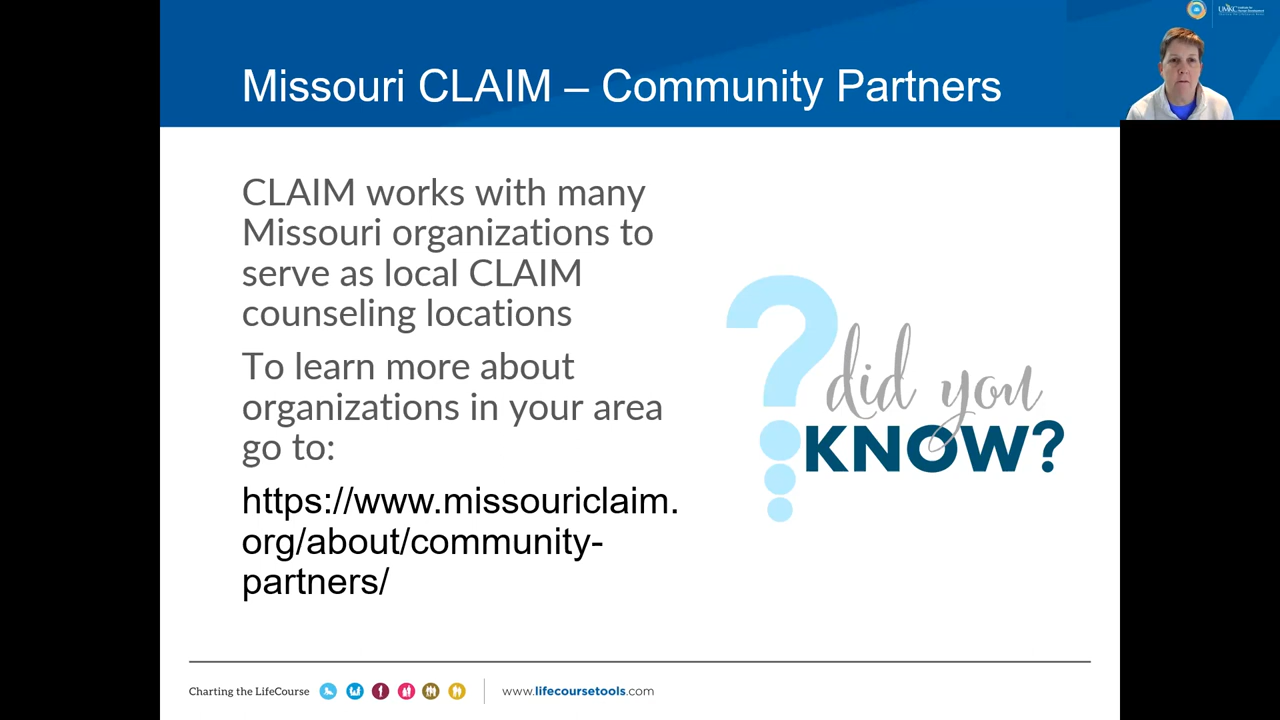 UMKC
Missouri CLAIM – Community Partners
CLAIM works with many
Missouri organizations to
serve as local CLAIM
counseling locations
To learn more about
organizations in your area
go to:
https://www.missouriclaim.
org/about/community-
partners/
?
did you
KNOW?
Charting the LifeCourse
www.lifecoursetools.com